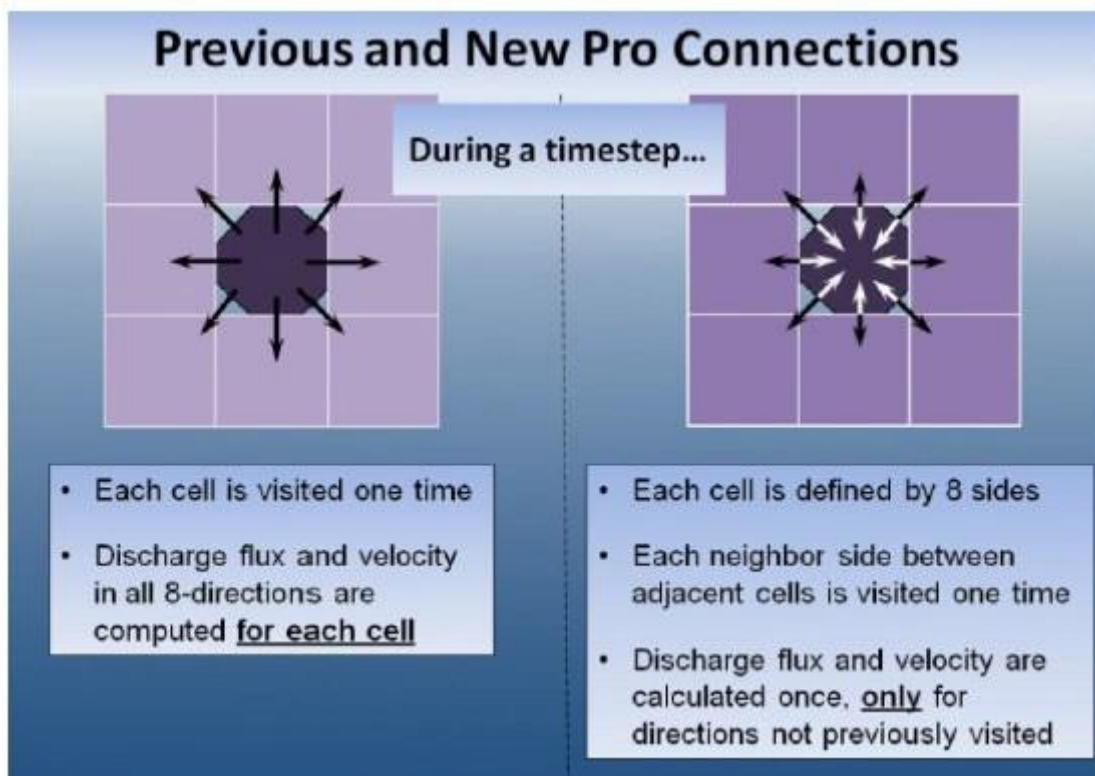 Previous and New Pro Connections
During a timestep...
• Each cell is visited one time
• Discharge flux and velocity
in all 8-directions are
computed for each cell
• Each cell is defined by 8 sides
• Each neighbor side between
adjacent cells is visited one time
• Discharge flux and velocity are
calculated once, only for
directions not previously visited